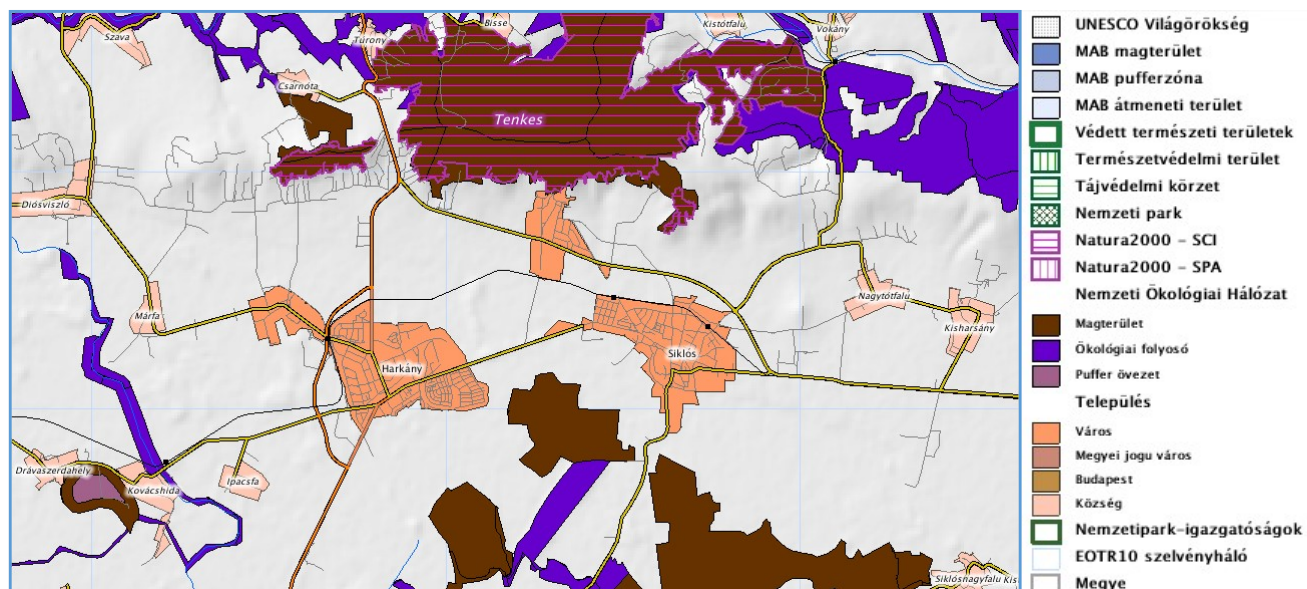 Szava
Bisse
Kistótfalu
Vokány
Túrony
Csarnóta
Tenkes
Diósviszló
Márfa
Nagytótfalu
Kisharsány
Siklós
Harkány
Drávaszerdahely
Kovácshida
Ipacsfa
Siklósnagyfalu Kis
UNESCO Világörökség
MAB magterület
MAB pufferzóna
MAB átmeneti terület
Védett természeti területek
Természetvédelmi terület
Tájvédelmi körzet
Nemzeti park
Natura2000 - SCI
Natura2000 - SPA
Nemzeti Ökológiai Hálózat
Magterület
Ökológiai folyosó
Puffer övezet
Település
Város
Megyei jogu város
Budapest
Község
Nemzetipark-igazgatóságok
EOTR10 szelvényháló
Megye